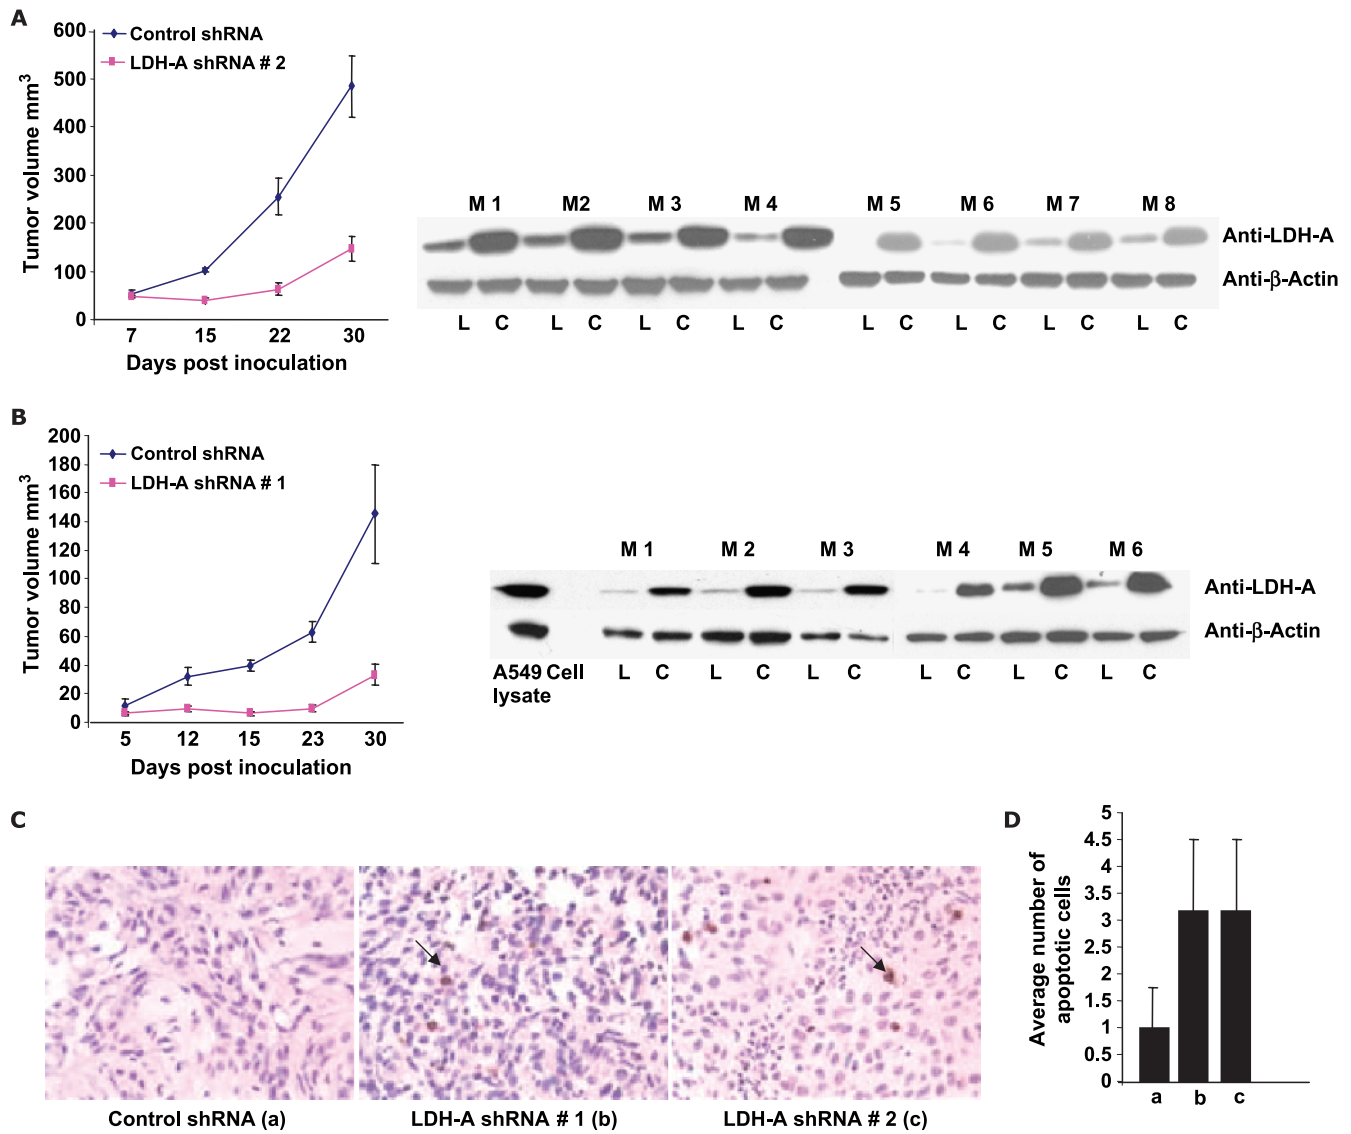 A
600
500
400
300
200
100
0
Tumor volume mm³
Control shRNA
LDH-A shRNA # 2
7 15 22 30
Days post inoculation
M 1 M2 M 3 M 4 M 5 M 6 M 7 M 8
Anti-LDH-A
Anti-β-Actin
L C L C L C L C L C L C L C L C
B
200
180
160
140
120
100
80
60
40
20
0
Tumor volume mm³
Control shRNA
LDH-A shRNA # 1
5 12 15 23 30
Days post inoculation
M 1 M 2 M 3 M 4 M 5 M 6
Anti-LDH-A
Anti-β-Actin
A549 Cell
lysate
L C L C L C L C L C L C
C
Control shRNA (a)
LDH-A shRNA # 1 (b)
LDH-A shRNA # 2 (c)
D
5
4.5
4
3.5
3
2.5
2
1.5
1
0.5
0
Average number of
apoptotic cells
a b c